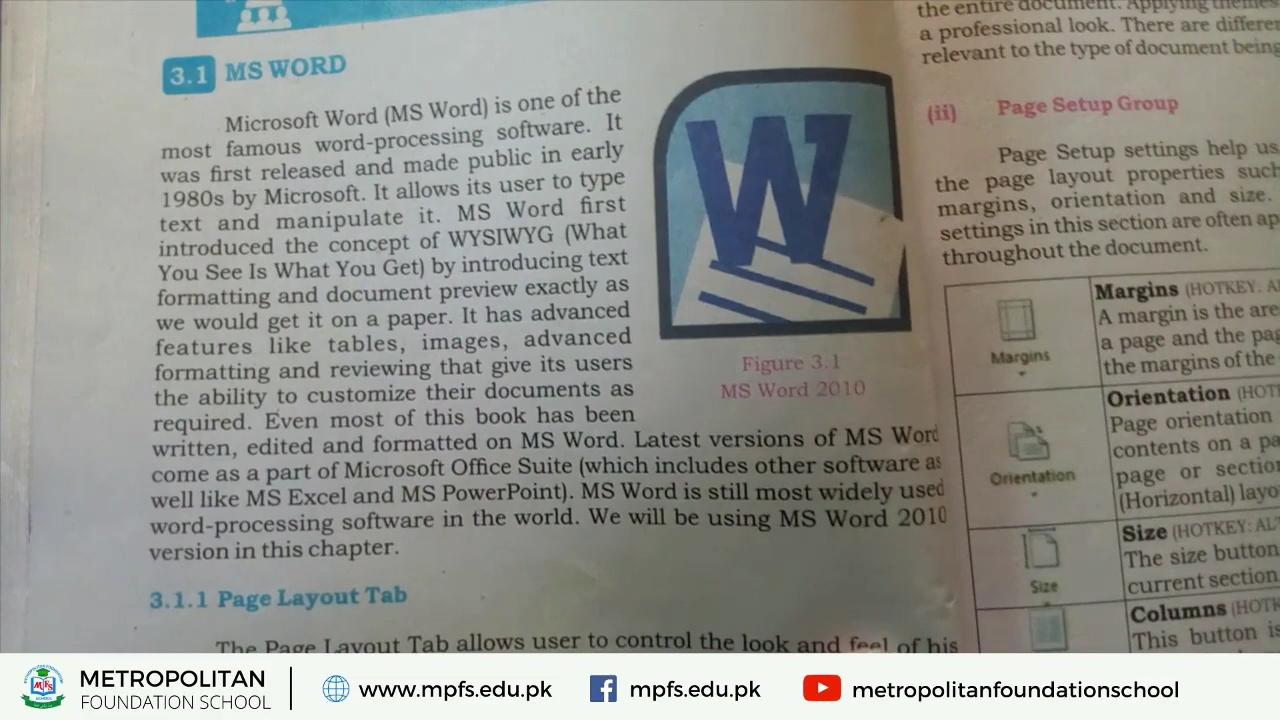 3.1 MS WORD
Microsoft Word (MS Word) is one of the
most famous word-processing software. It
was first released and made public in early
1980s by Microsoft. It allows its user to type
text and manipulate it. MS Word first
introduced the concept of WYSIWYG (What
You See Is What You Get) by introducing text
formatting and document preview exactly as
we would get it on a paper. It has advanced
features like tables, images, advanced
formatting and reviewing that give its users
the ability to customize their documents as
required. Even most of this book has been
written, edited and formatted on MS Word. Latest versions of MS Word
come as a part of Microsoft Office Suite (which includes other software as
well like MS Excel and MS PowerPoint). MS Word is still most widely used
word-processing software in the world. We will be using MS Word 2010
version in this chapter.
W
Figure 3.1
MS Word 2010
3.1.1 Page Layout Tab
The Page Layout Tab allows user to control the look and feel of his
the entire document. Applying themes
a professional look. There are differe
relevant to the type of document being
(ii) Page Setup Group
Page Setup settings help us
the page layout properties such
margins, orientation and size.
settings in this section are often ap
throughout the document.
Margins
Margins (HOTKEY: A
A margin is the are
a page and the pag
the margins of the
Orientation
Orientation (HOT
Page orientation
contents on a pa
page or section
(Horizontal) layo
Size
Size (HOTKEY: AL
The size button
current section
Columns (HOTK
This button is
METROPOLITAN
FOUNDATION SCHOOL
www.mpfs.edu.pk
mpfs.edu.pk
metropolitanfoundationschool